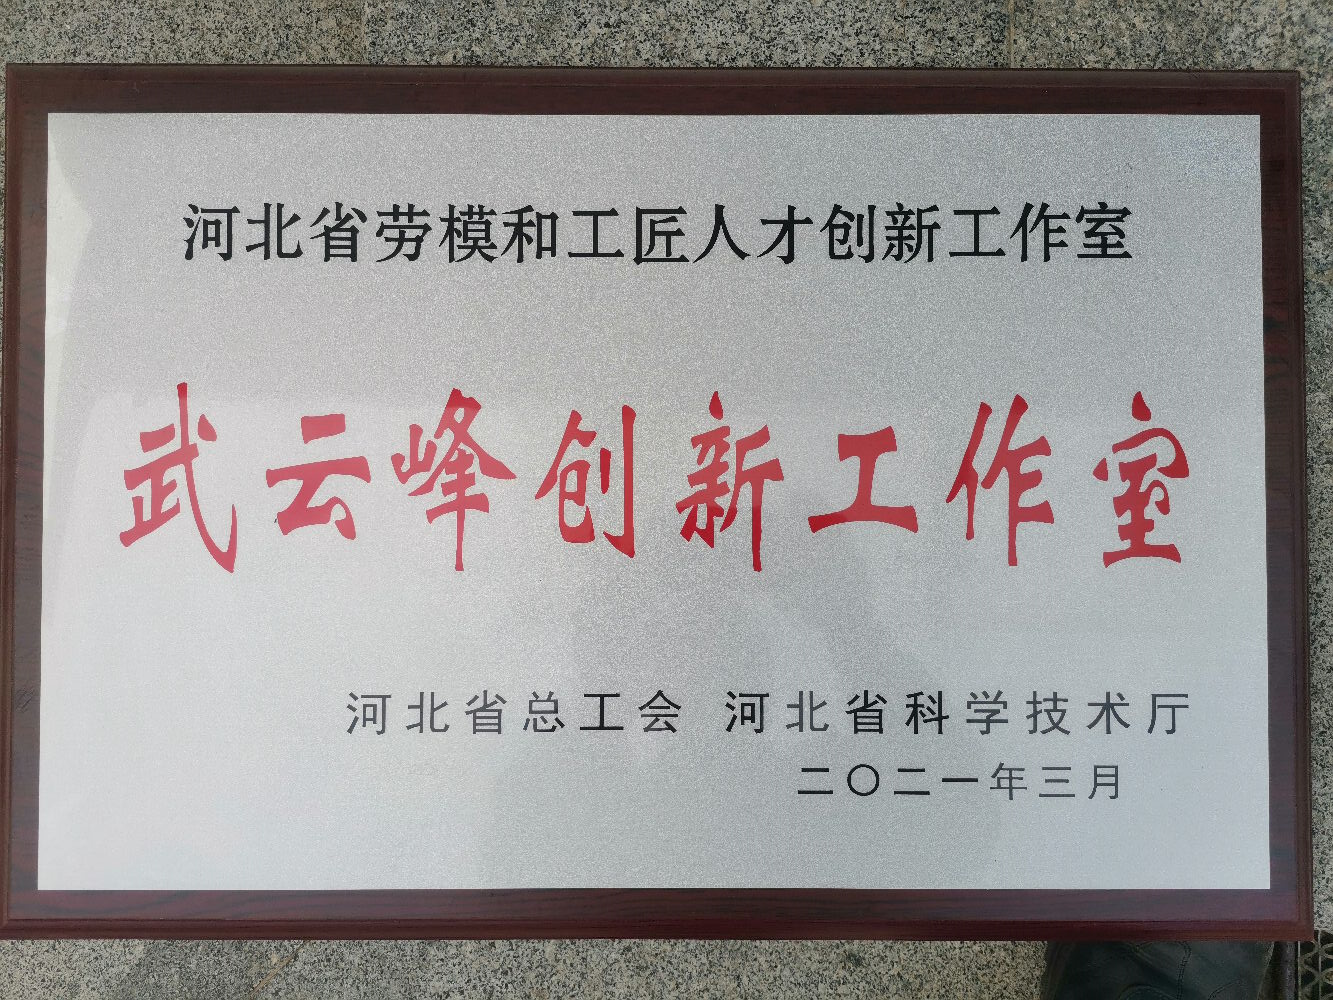 河北省劳模和工匠人才创新工作室
武云峰创新工作室
河北省总工会 河北省科学技术厅
二〇二一年三月